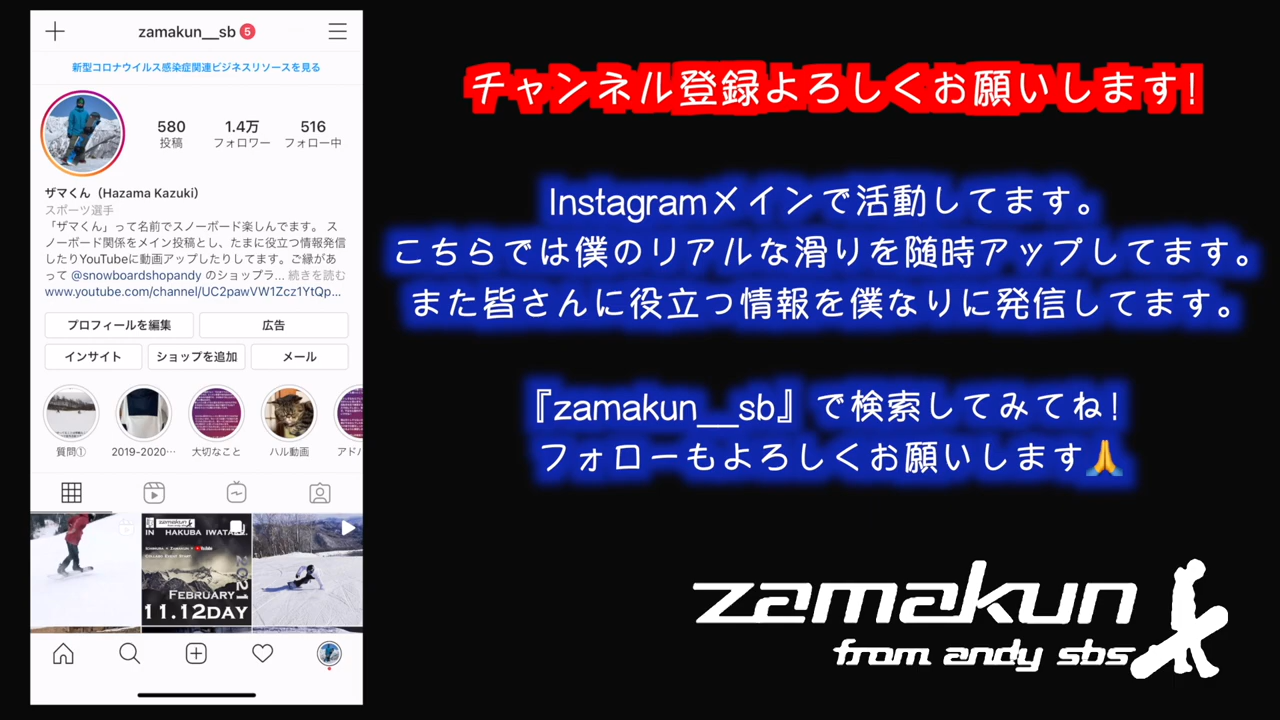 zamakun__sb 5
新型コロナウイルス感染症関連ビジネスリソースを見る
580 1.4万 516
投稿 フォロワー フォロー中
ザマくん（Hazama Kazuki）
スポーツ選手
「ザマくん」って名前でスノーボード楽しんでます。 ス
ノーボード関係をメイン投稿とし、たまに役立つ情報発信
したりYouTubeに動画アップしたりしてます。ご縁があ
って @snowboardshopandy のショップラ... 続きを読む
www.youtube.com/channel/UC2pawVW1Zcz1YtQp...
プロフィールを編集 広告
インサイト ショップを追加 メール
質問① 2019-2020… 大切なこと ハル動画 アドバ
zamakun
IN HAKUBA IWATAKE
YouTube
2021
FEBRUARY
11.12DAY
チャンネル登録よろしくお願いします!
Instagramメインで活動してます。
こちらでは僕のリアルな滑りを随時アップしてます。
また皆さんに役立つ情報を僕なりに発信してます。
『zamakun__sb』で検索してみてね!
フォローもよろしくお願いします🙏
zamakun
from andy sbs